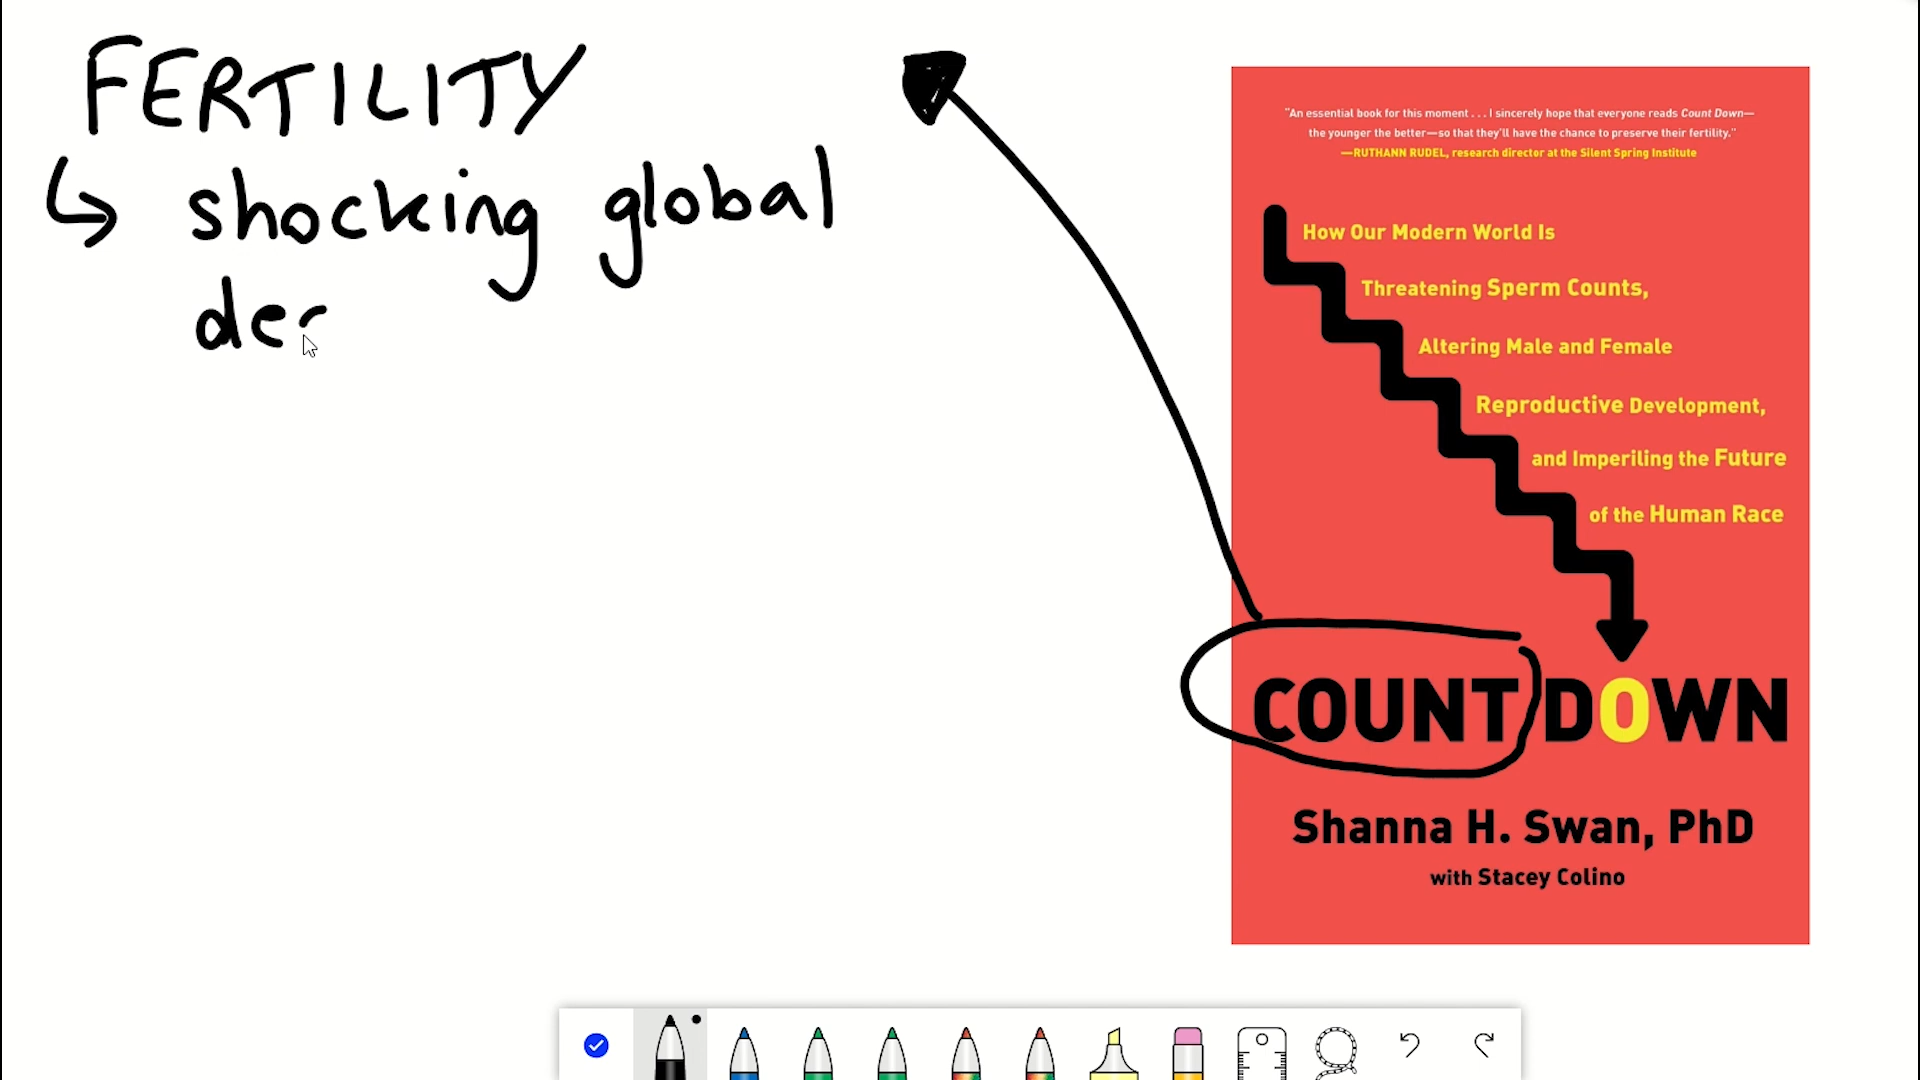 FERTILITY
shocking global
dec
"An essential book for this moment . . . I sincerely hope that everyone reads Count Down—
the younger the better—so that they'll have the chance to preserve their fertility."
—RUTHANN RUDEL, research director at the Silent Spring Institute
How Our Modern World Is
Threatening Sperm Counts,
Altering Male and Female
Reproductive Development,
and Imperiling the Future
of the Human Race
COUNT DOWN
Shanna H. Swan, PhD
with Stacey Colino